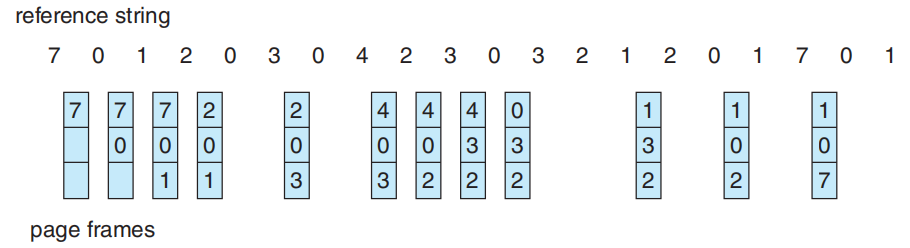 reference string
7 0 1 2 0 3 0 4 2 3 0 3 2 1 2 0 1 7 0 1
7 7 7 2 2 4 4 4 0 1 1 1
0 0 0 0 0 0 3 3 3 0 0
1 1 3 3 2 2 2 2 2 7
page frames